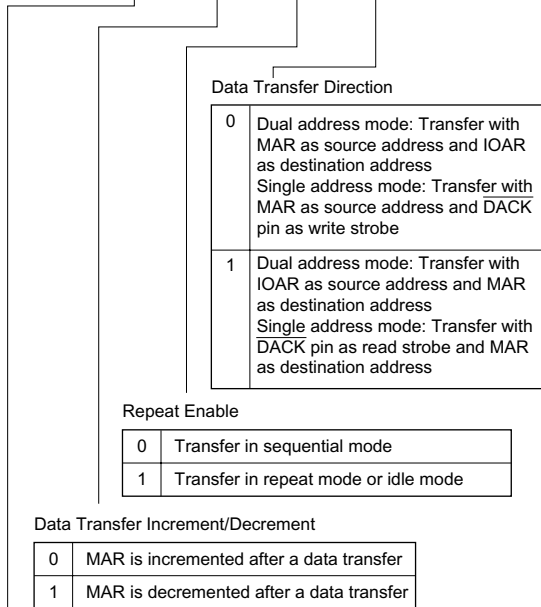 Data Transfer Direction
0 Dual address mode: Transfer with
MAR as source address and IOAR
as destination address
Single address mode: Transfer with
MAR as source address and DACK
pin as write strobe
1 Dual address mode: Transfer with
IOAR as source address and MAR
as destination address
Single address mode: Transfer with
DACK pin as read strobe and MAR
as destination address
Repeat Enable
0 Transfer in sequential mode
1 Transfer in repeat mode or idle mode
Data Transfer Increment/Decrement
0 MAR is incremented after a data transfer
1 MAR is decremented after a data transfer